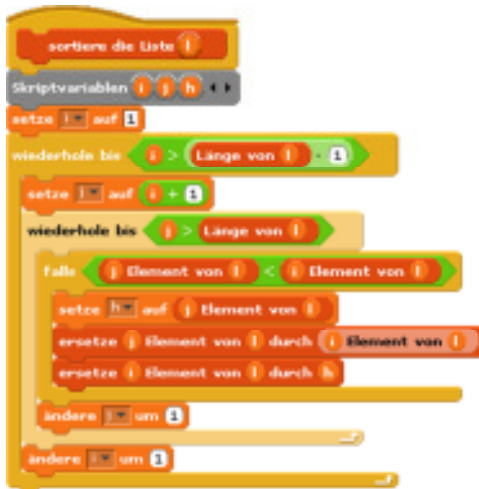 sortiere die Liste l
Skriptvariablen i j h
setze i auf 1
wiederhole bis i > Länge von l - 1
setze j auf i + 1
wiederhole bis j > Länge von l
falls j Element von l < i Element von l
setze h auf j Element von l
ersetze j Element von l durch i Element von l
ersetze i Element von l durch h
ändere j um 1
ändere i um 1